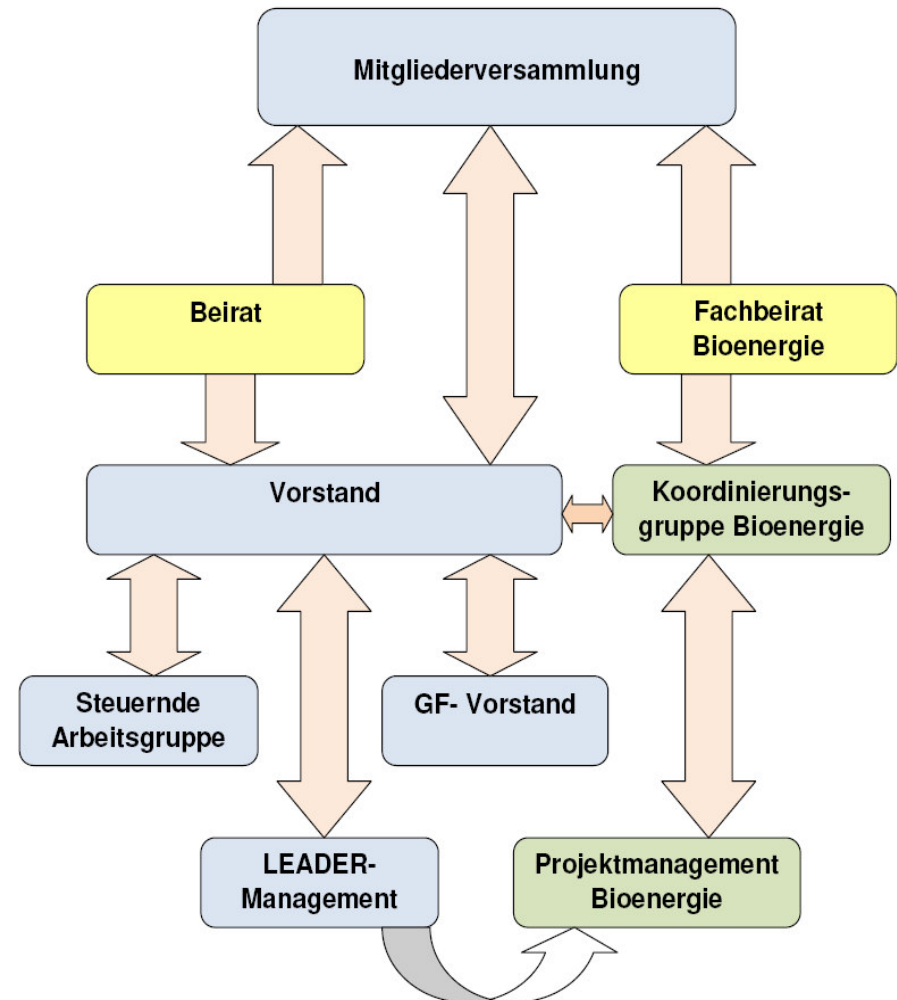 Mitgliederversammlung
Beirat
Fachbeirat
Bioenergie
Vorstand
Koordinierungs-
gruppe Bioenergie
Steuernde
Arbeitsgruppe
GF- Vorstand
LEADER-
Management
Projektmanagement
Bioenergie